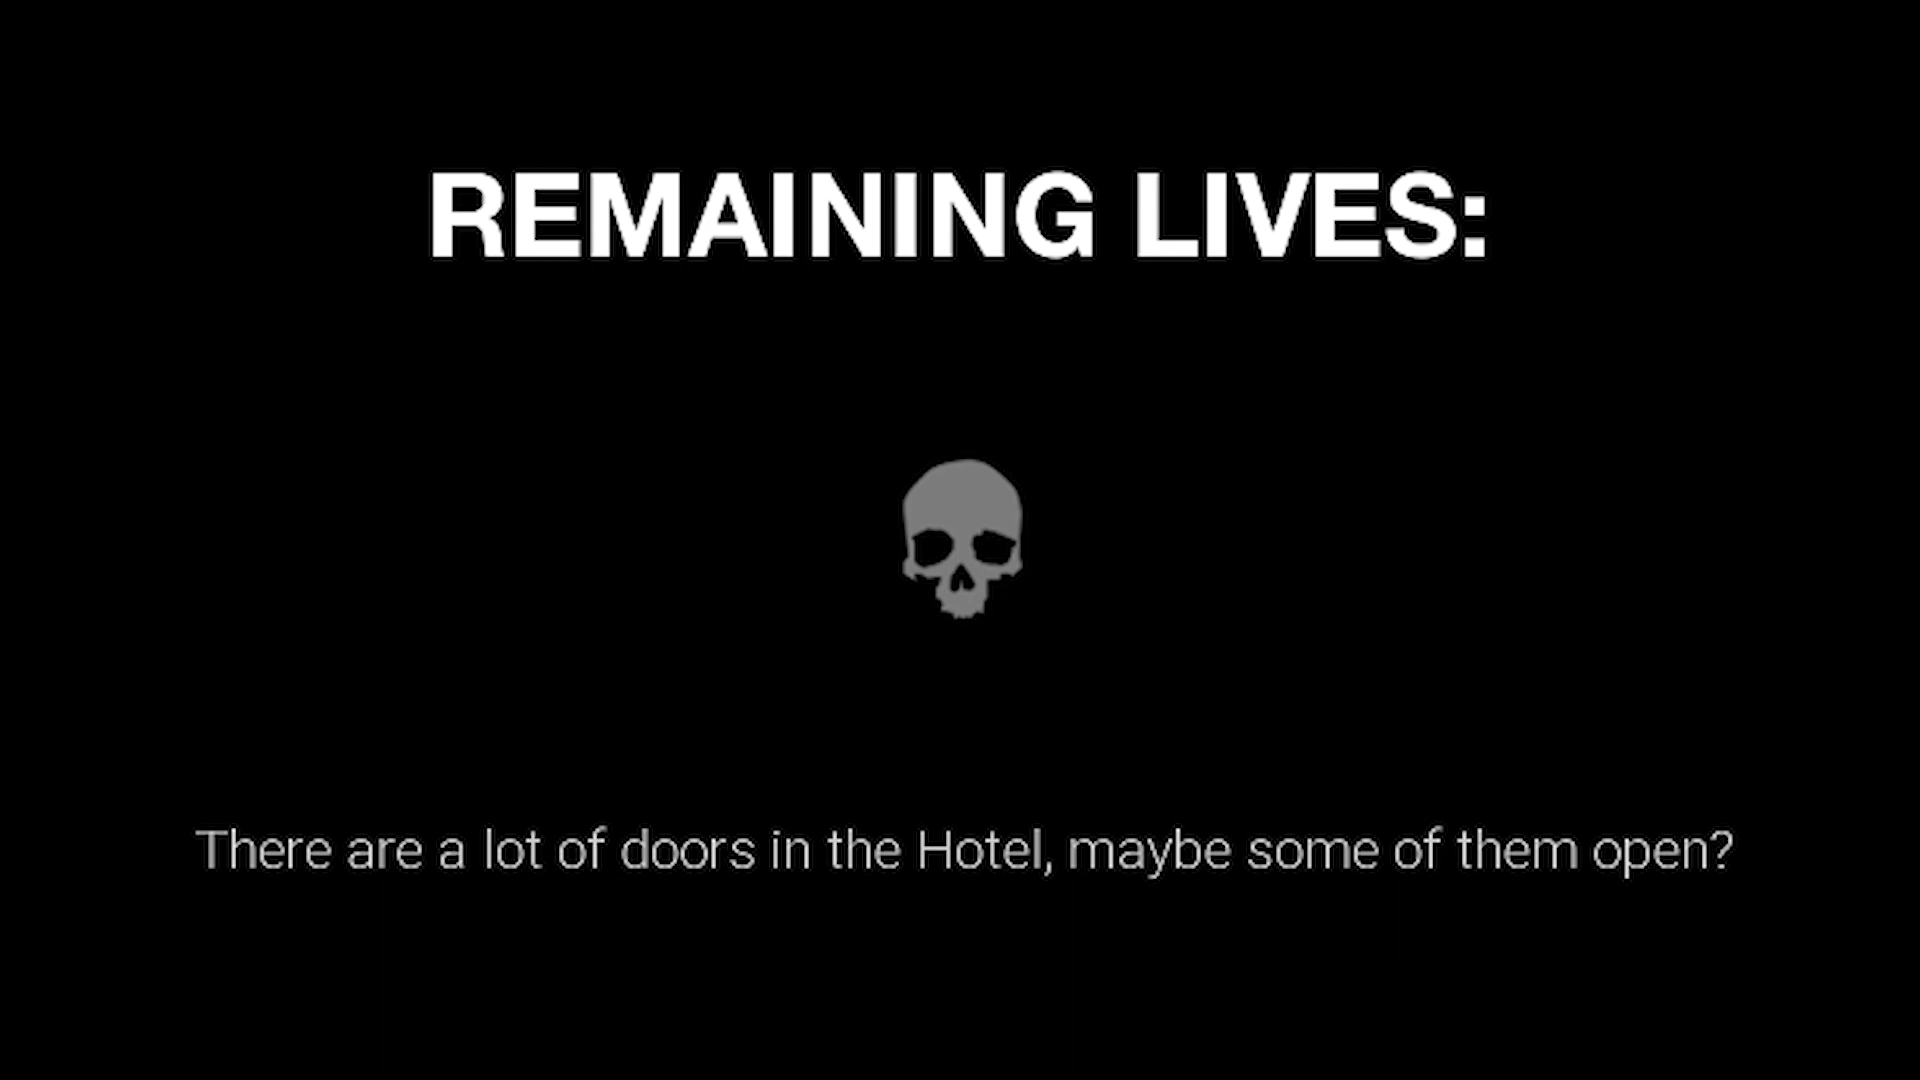 REMAINING LIVES:
There are a lot of doors in the Hotel, maybe some of them open?